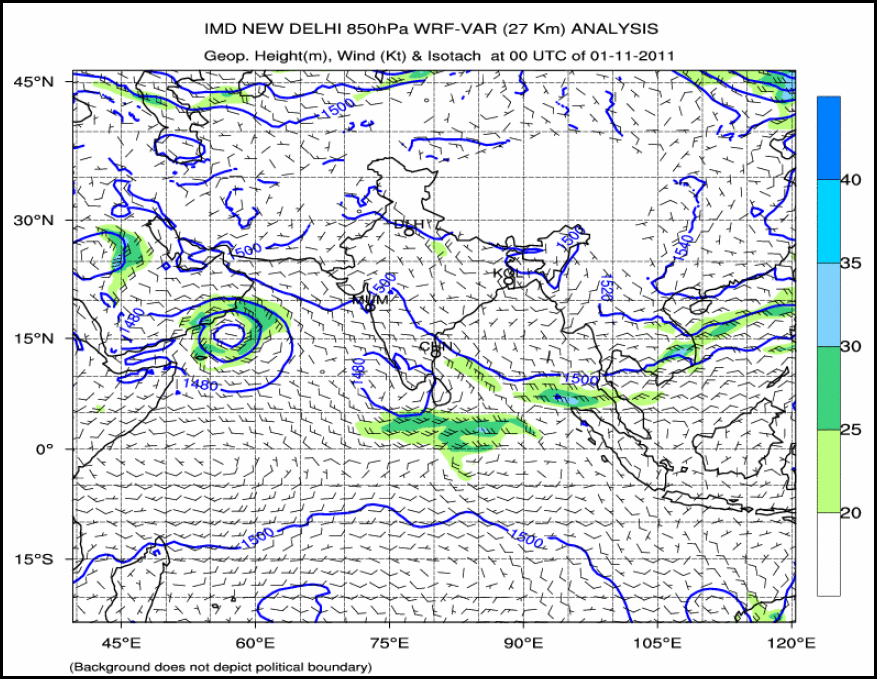 IMD NEW DELHI 850hPa WRF-VAR (27 Km) ANALYSIS
Geop. Height(m), Wind (Kt) & Isotach at 00 UTC of 01-11-2011
45°N
1500
40
DLH
30°N
1500
1500
1540
35
KOL
1500
1520
MUM
1480
15°N
CHN
30
1480
1480
1500
25
0°
20
1500
1500
15°S
45°E 60°E 75°E 90°E 105°E 120°E
(Background does not depict political boundary)